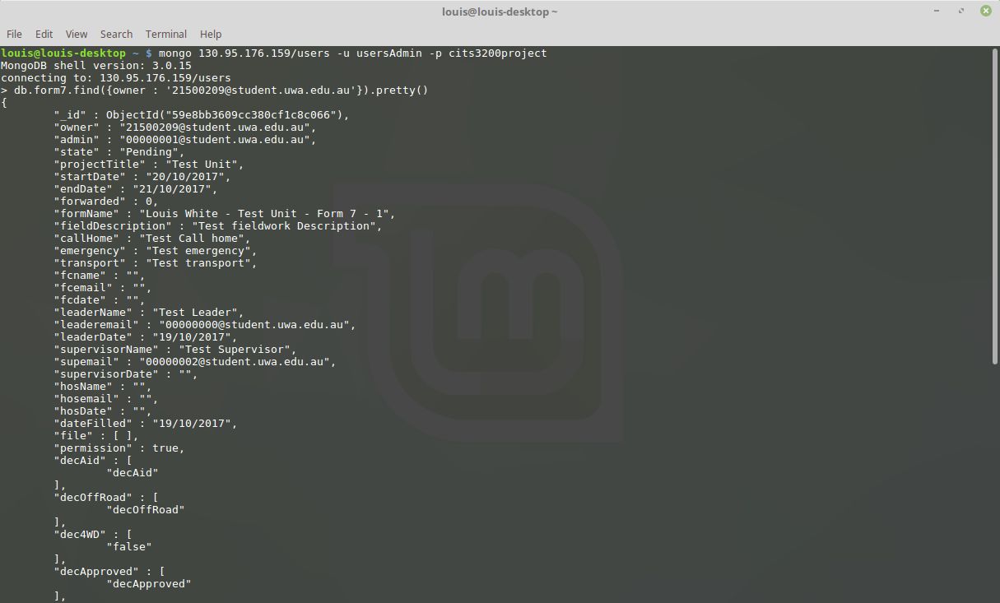 louis@louis-desktop ~
File Edit View Search Terminal Help
louis@louis-desktop ~ $ mongo 130.95.176.159/users -u usersAdmin -p cits3200project
MongoDB shell version: 3.0.15
connecting to: 130.95.176.159/users
> db.form7.find({owner : '21500209@student.uwa.edu.au'}).pretty()
{
"_id" : ObjectId("59e8bb3609cc380cf1c8c066"),
"owner" : "21500209@student.uwa.edu.au",
"admin" : "00000001@student.uwa.edu.au",
"state" : "Pending",
"projectTitle" : "Test Unit",
"startDate" : "20/10/2017",
"endDate" : "21/10/2017",
"forwarded" : 0,
"formName" : "Louis White - Test Unit - Form 7 - 1",
"fieldDescription" : "Test fieldwork Description",
"callHome" : "Test Call home",
"emergency" : "Test emergency",
"transport" : "Test transport",
"fcname" : "",
"fcemail" : "",
"fcdate" : "",
"leaderName" : "Test Leader",
"leaderemail" : "00000000@student.uwa.edu.au",
"leaderDate" : "19/10/2017",
"supervisorName" : "Test Supervisor",
"supemail" : "00000002@student.uwa.edu.au",
"supervisorDate" : "",
"hosName" : "",
"hosemail" : "",
"hosDate" : "",
"dateFilled" : "19/10/2017",
"file" : [ ],
"permission" : true,
"decAid" : [
"decAid"
],
"decOffRoad" : [
"decOffRoad"
],
"dec4WD" : [
"false"
],
"decApproved" : [
"decApproved"
],